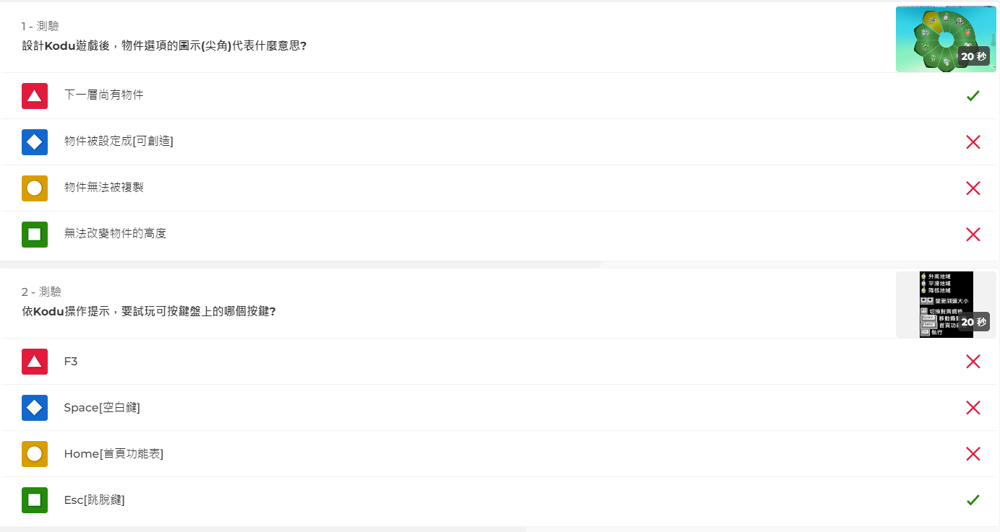 1 - 測驗
設計Kodu遊戲後，物件選項的圖示(尖角)代表什麼意思?
20 秒
下一層尚有物件
物件被設定成[可創造]
物件無法被複製
無法改變物件的高度
2 - 測驗
依Kodu操作提示，要試玩可按鍵盤上的哪個按鍵?
升高地域
平滑地域
降低地域
變更刷頭大小
F3 切換對齊網格
Space 移動攝
Home 首頁功
執行
20 秒
F3
Space[空白鍵]
Home[首頁功能表]
Esc[跳脫鍵]